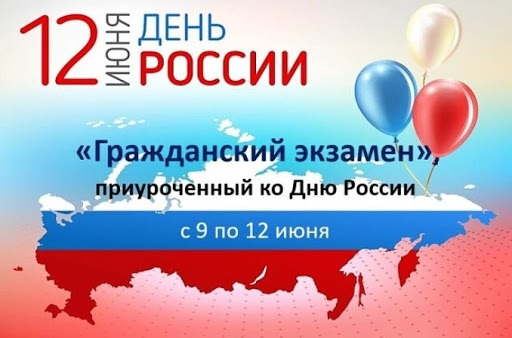 12 ИЮНЯ ДЕНЬ
РОССИИ
«Гражданский экзамен»,
приуроченный ко Дню России
с 9 по 12 июня